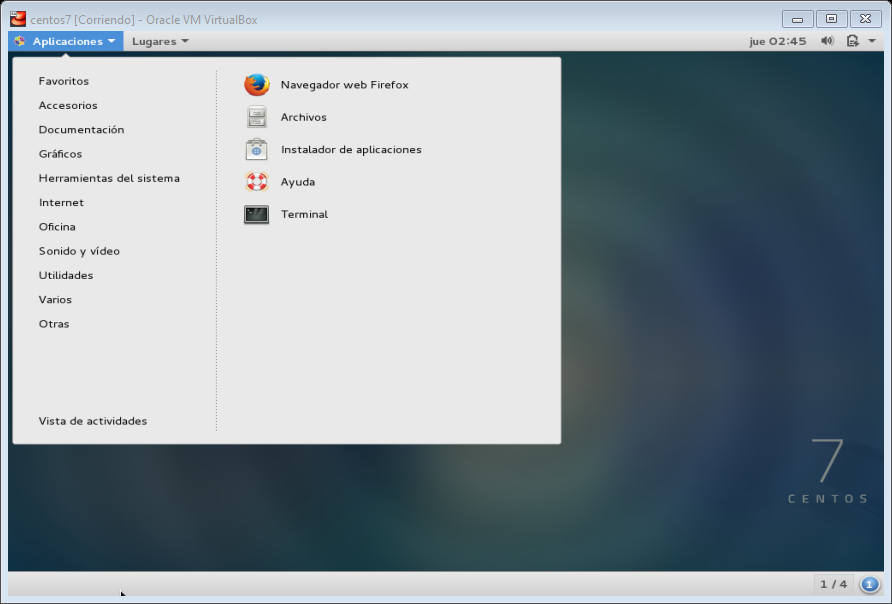 centos7 [Corriendo] - Oracle VM VirtualBox
Aplicaciones Lugares jue 02:45
Favoritos
Accesorios
Documentación
Gráficos
Herramientas del sistema
Internet
Oficina
Sonido y vídeo
Utilidades
Varios
Otras
Vista de actividades
Navegador web Firefox
Archivos
Instalador de aplicaciones
Ayuda
Terminal
7
CENTOS
1 / 4 1